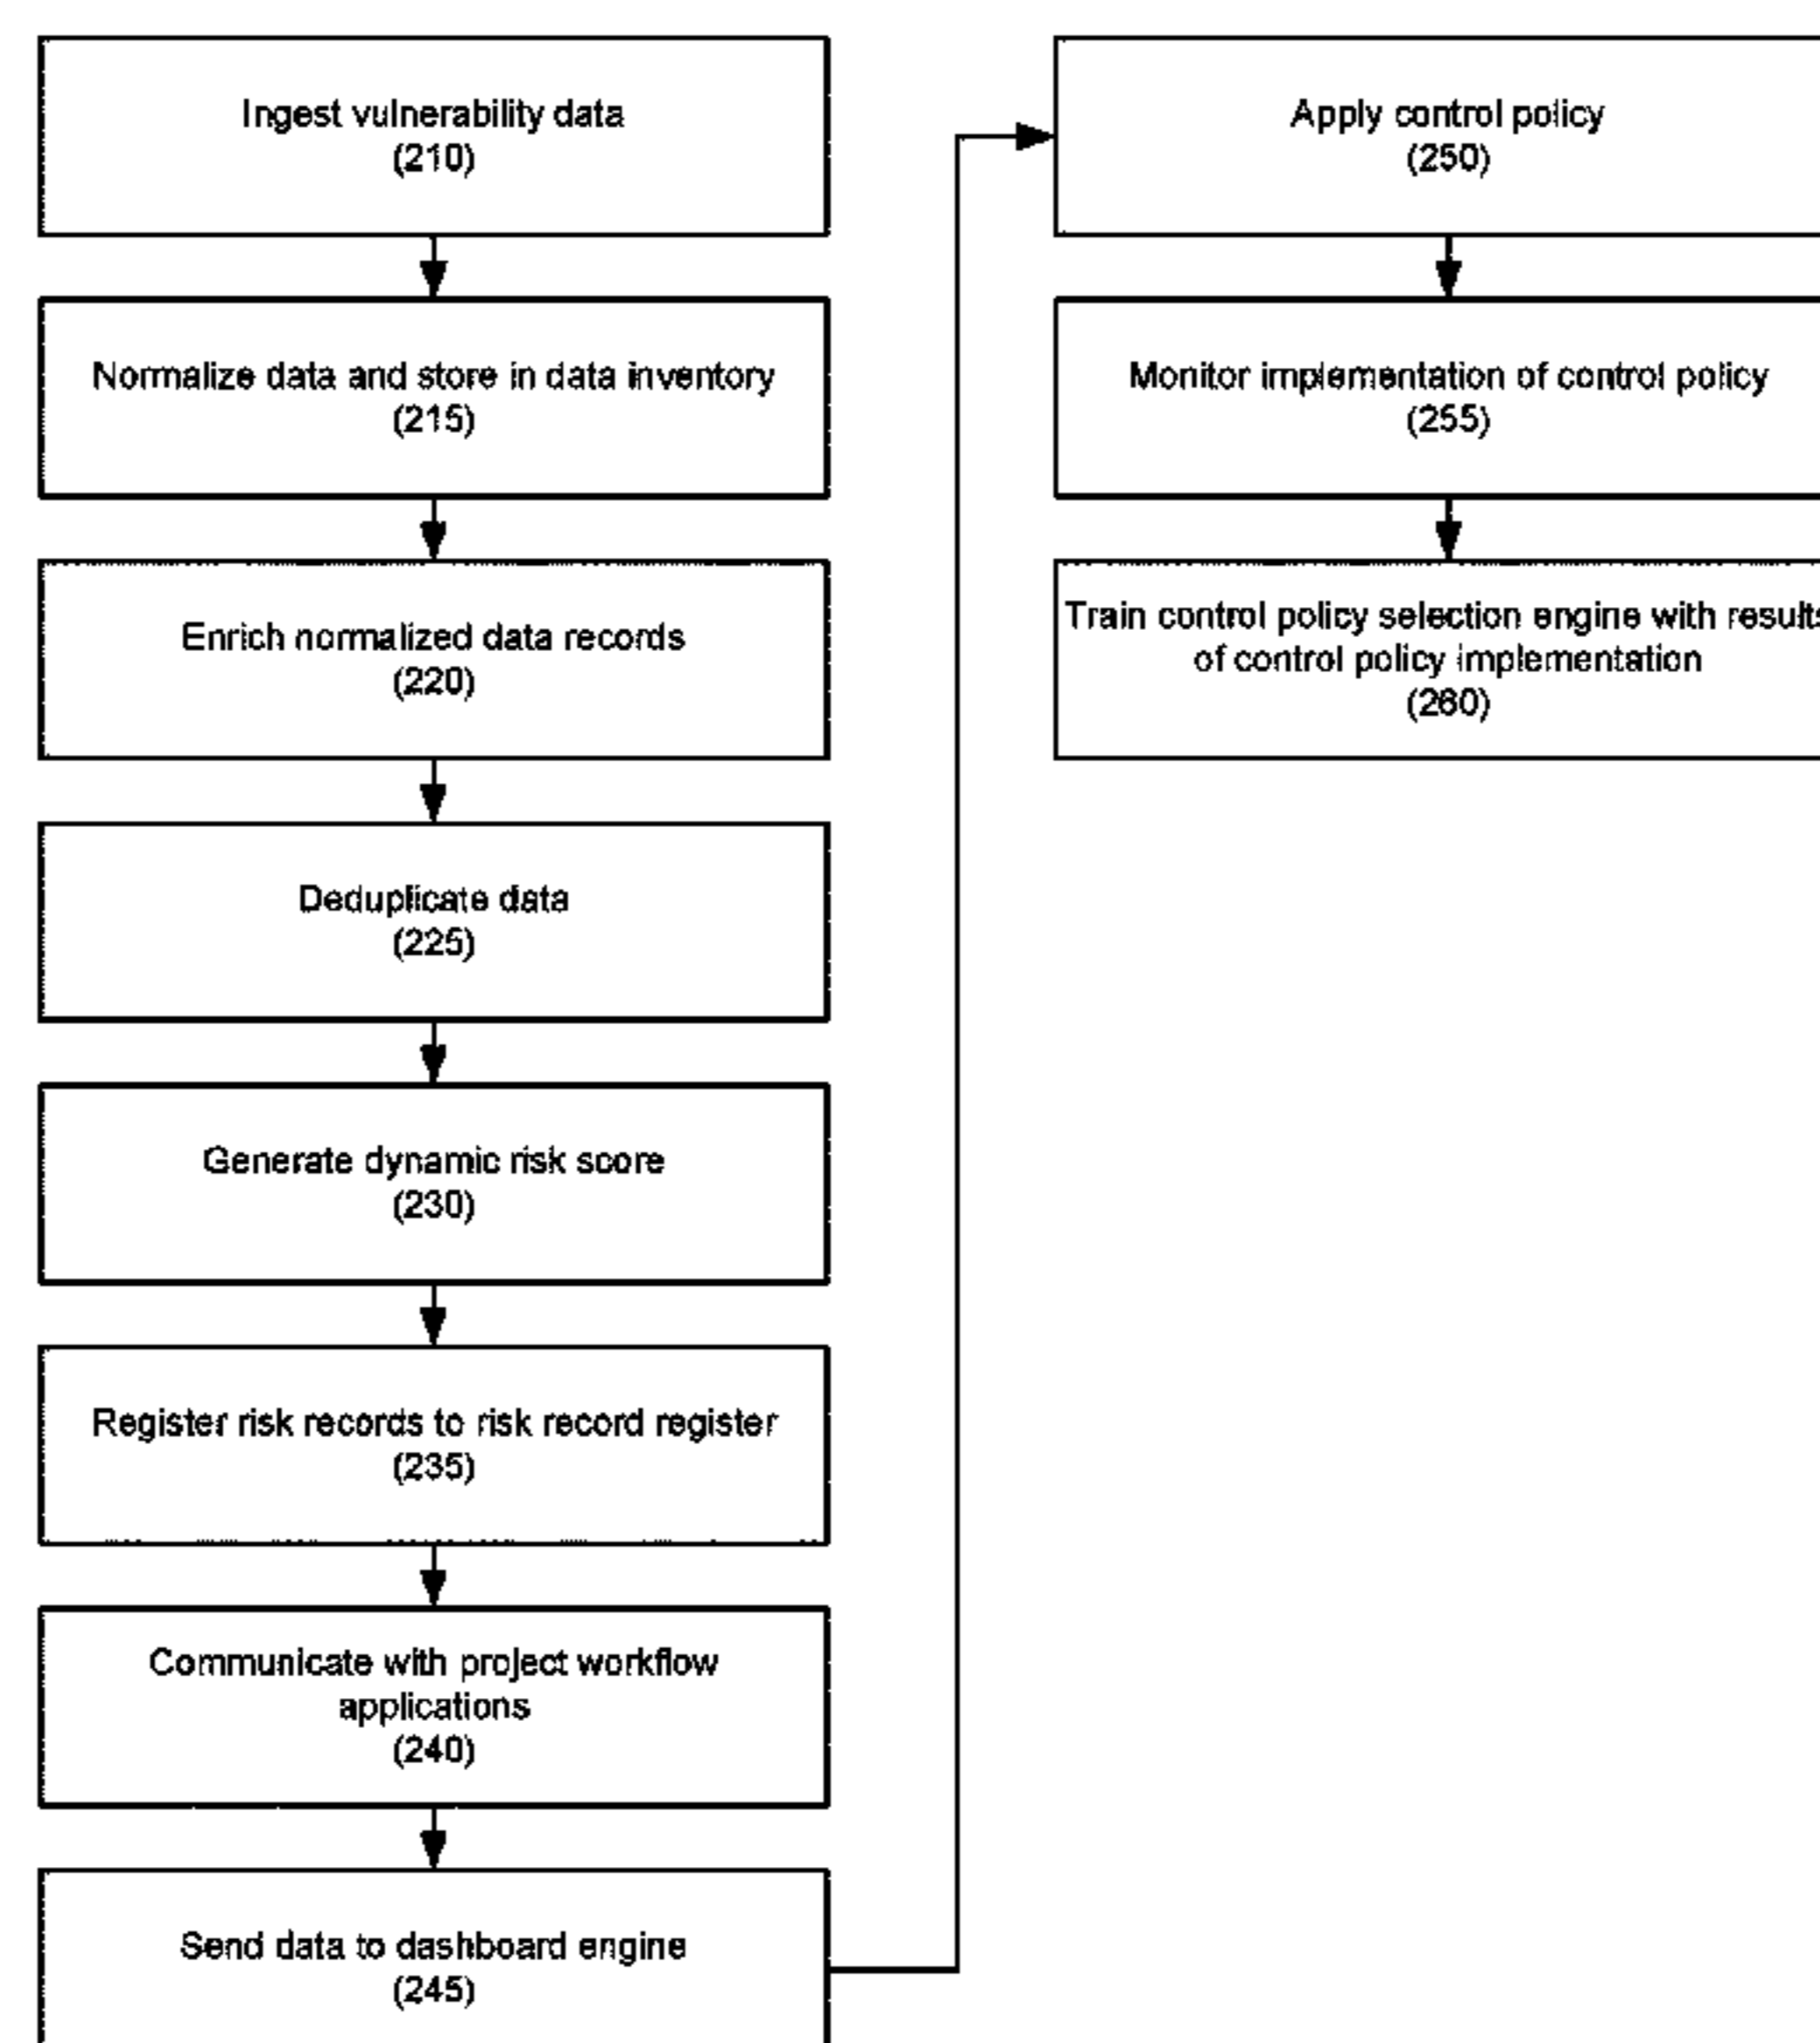 Ingest vulnerability data
(210)
Normalize data and store in data inventory
(215)
Enrich normalized data records
(220)
Deduplicate data
(225)
Generate dynamic risk score
(230)
Register risk records to risk record register
(235)
Communicate with project workflow
applications
(240)
Send data to dashboard engine
(245)
Apply control policy
(250)
Monitor implementation of control policy
(255)
Train control policy selection engine with results
of control policy implementation
(260)